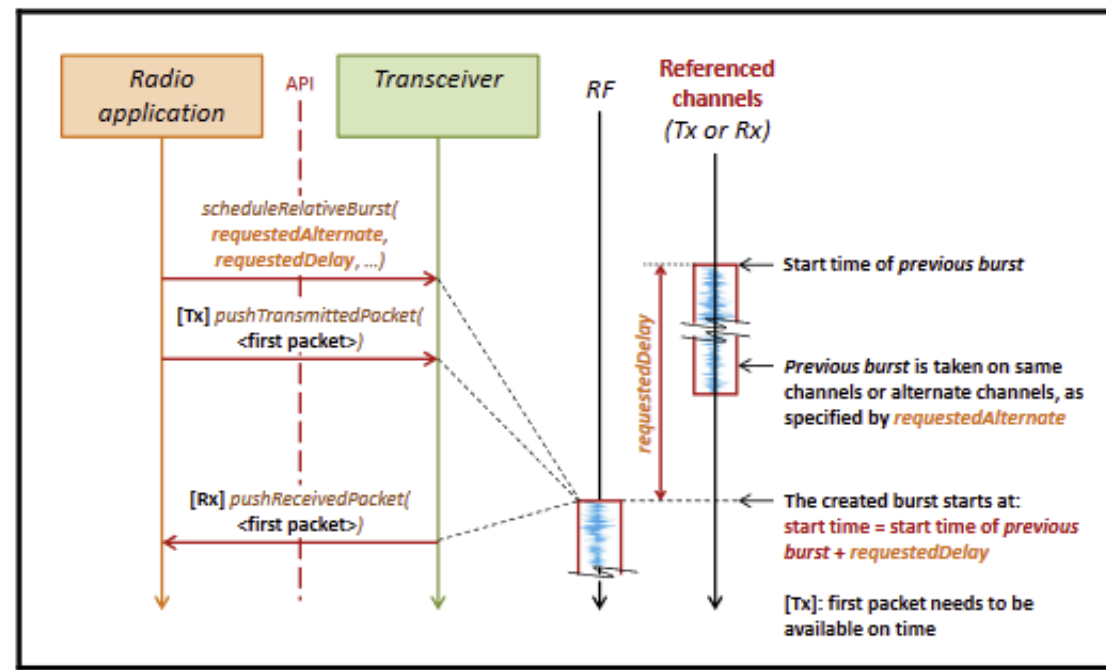 Radio
application
API
Transceiver
RF
Referenced
channels
(Tx or Rx)
scheduleRelativeBurst(
requestedAlternate,
requestedDelay, ...)
[Tx] pushTransmittedPacket(
<first packet>)
[Rx] pushReceivedPacket(
<first packet>)
requestedDelay
Start time of previous burst
Previous burst is taken on same
channels or alternate channels, as
specified by requestedAlternate
The created burst starts at:
start time = start time of previous
burst + requestedDelay
[Tx]: first packet needs to be
available on time